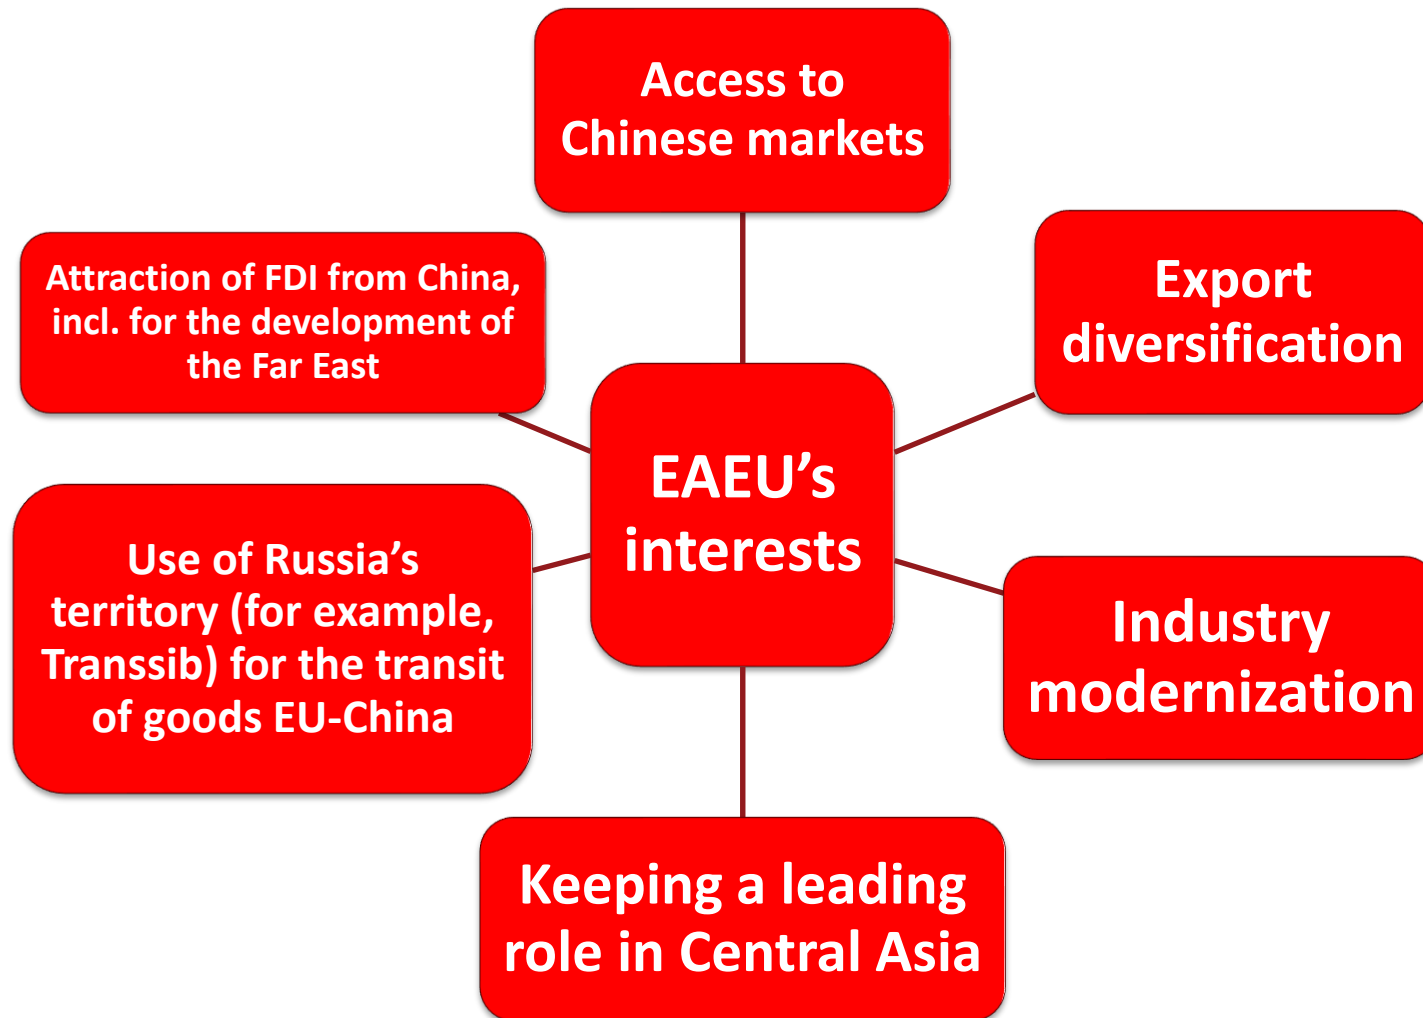 Access to
Chinese markets
Export
diversification
Attraction of FDI from China,
incl. for the development of
the Far East
EAEU’s
interests
Use of Russia’s
territory (for example,
Transsib) for the transit
of goods EU-China
Industry
modernization
Keeping a leading
role in Central Asia